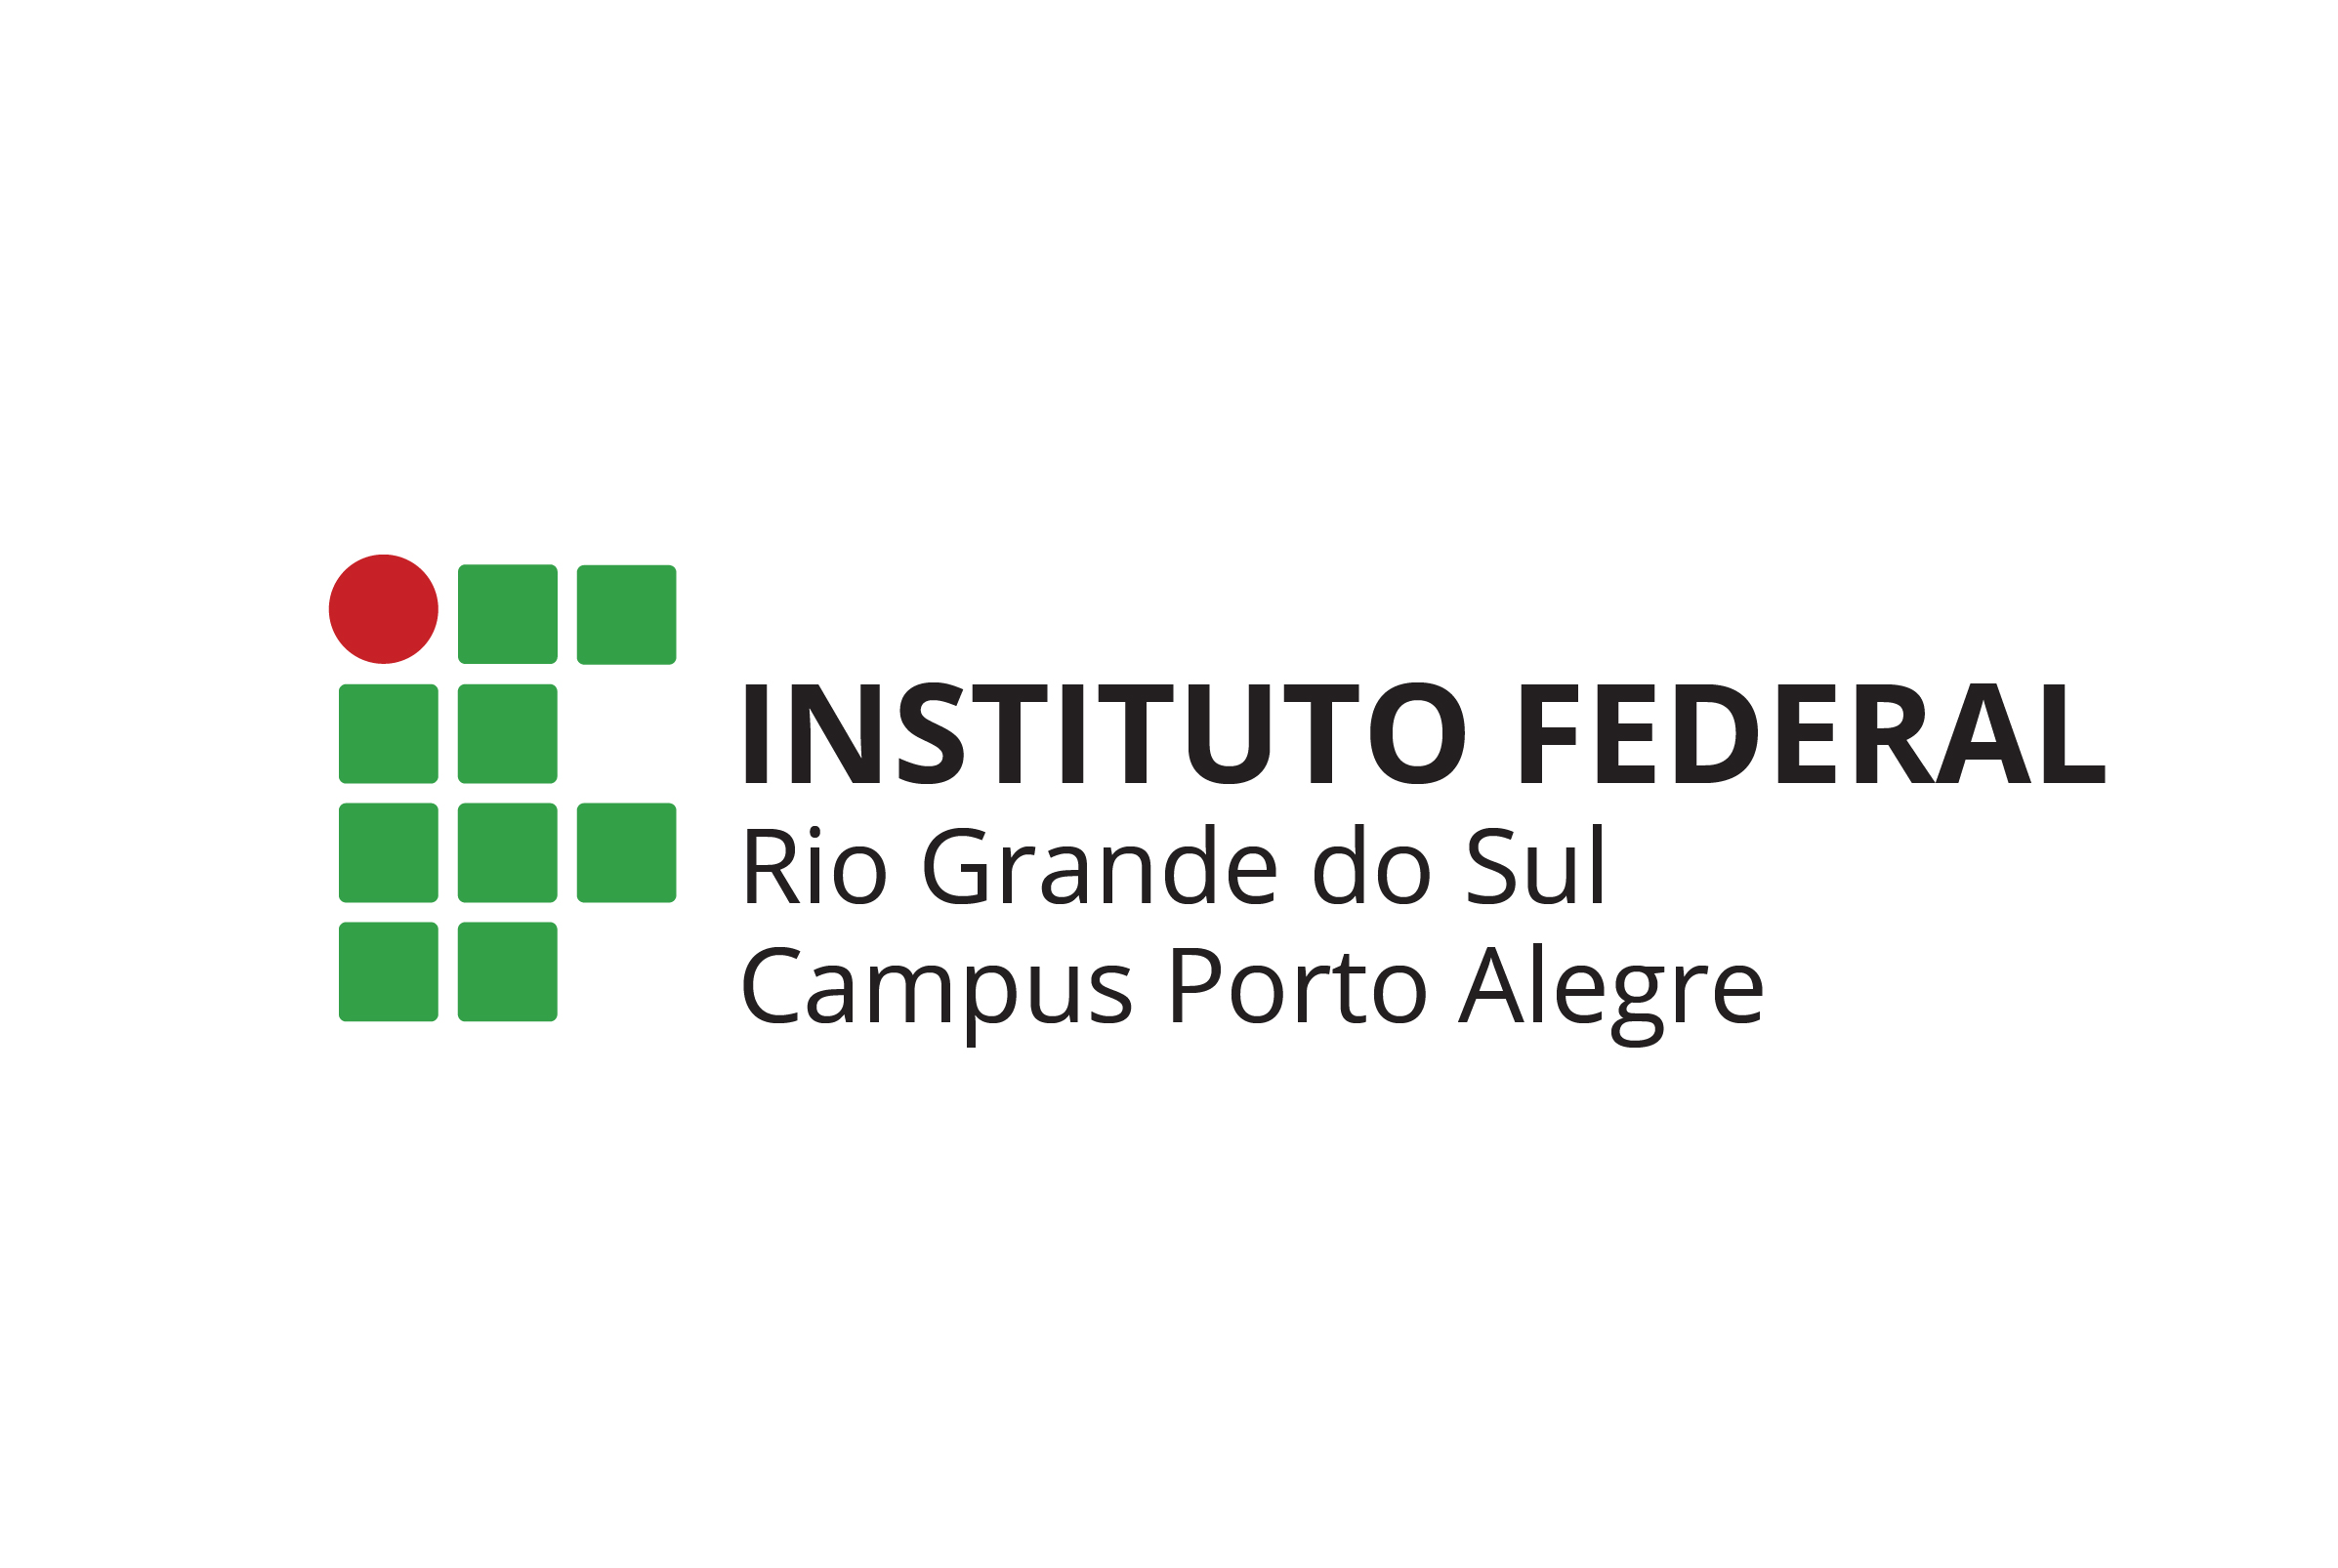 INSTITUTO FEDERAL
Rio Grande do Sul
Campus Porto Alegre